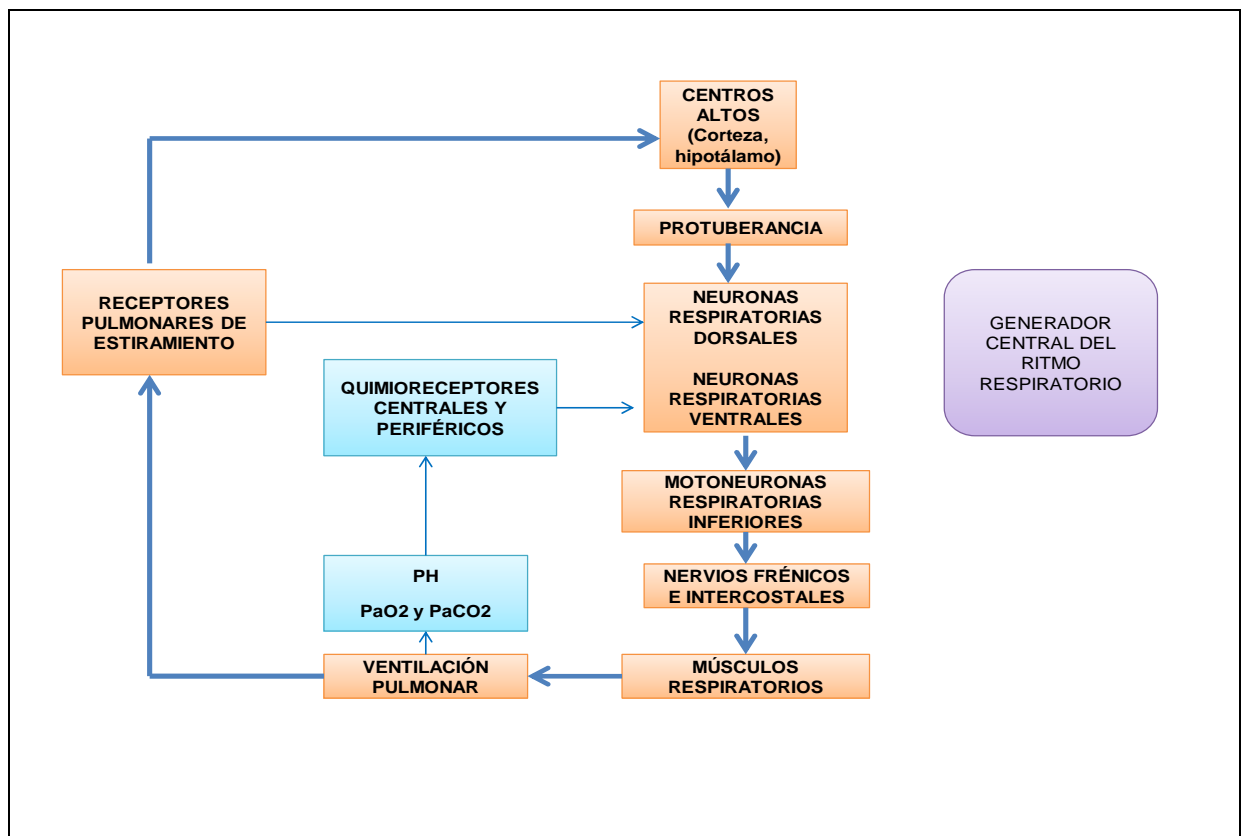 CENTROS
ALTOS
(Corteza,
hipotálamo)
PROTUBERANCIA
RECEPTORES
PULMONARES DE
ESTIRAMIENTO
NEURONAS
RESPIRATORIAS
DORSALES
NEURONAS
RESPIRATORIAS
VENTRALES
GENERADOR
CENTRAL DEL
RITMO
RESPIRATORIO
QUIMIORECEPTORES
CENTRALES Y
PERIFÉRICOS
MOTONEURONAS
RESPIRATORIAS
INFERIORES
PH
PaO2 y PaCO2
NERVIOS FRÉNICOS
E INTERCOSTALES
VENTILACIÓN
PULMONAR
MÚSCULOS
RESPIRATORIOS